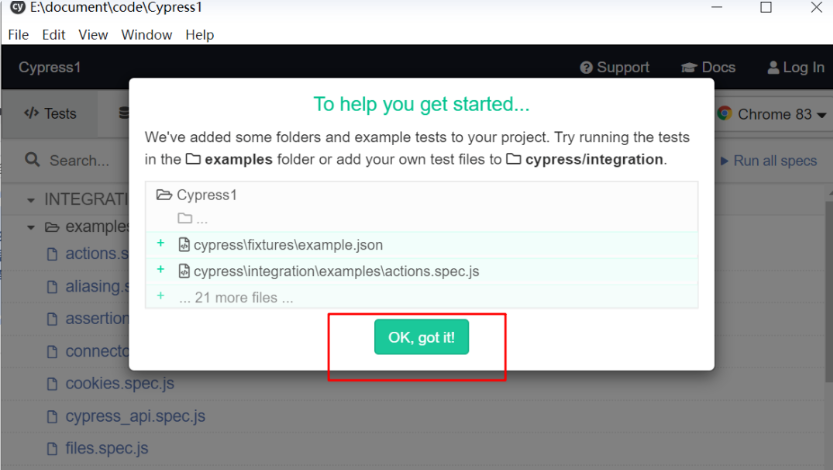 E:\document\code\Cypress1
File Edit View Window Help
Cypress1 Support Docs Log In
Tests Chrome 83
To help you get started...
We've added some folders and example tests to your project. Try running the tests
in the examples folder or add your own test files to cypress/integration.
Search... Run all specs
Cypress1
...
INTEGRATI
examples
+ cypress\fixtures\example.json
actions.s
+ cypress\integration\examples\actions.spec.js
aliasing.s
+ ... 21 more files ...
assertion
OK, got it!
connecto
cookies.spec.js
cypress_api.spec.js
files.spec.js